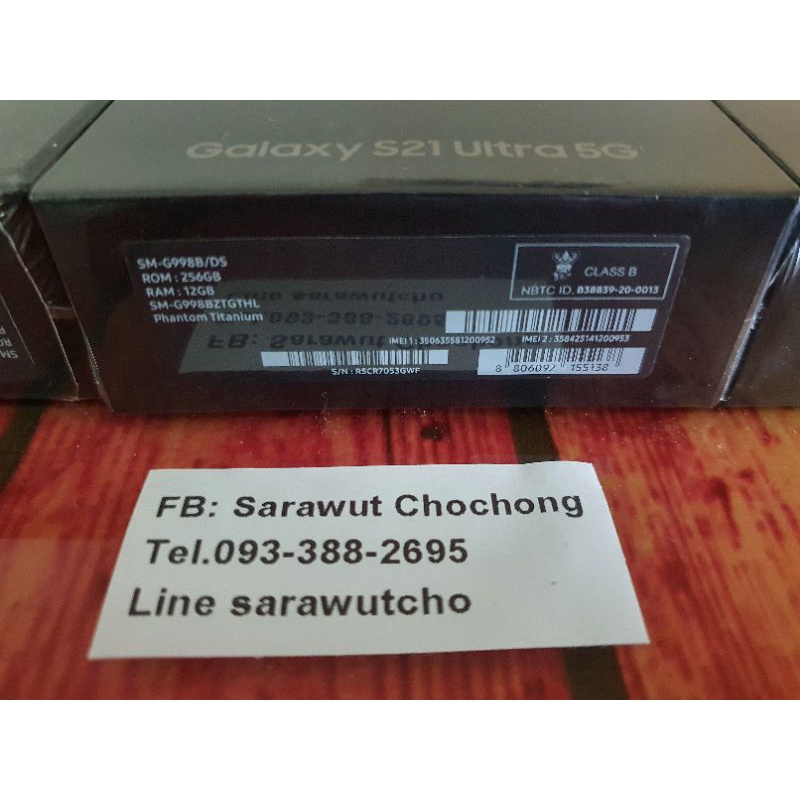 Galaxy S21 Ultra 5G
SM-G998B/DS
ROM : 256GB
RAM : 12GB
SM-G998BZTGTHL
Phantom Titanium
CLASS B
NBTC ID. B38839-20-0013
IMEI 1 : 350635581200952
IMEI 2 : 358425141200953
S/N : R5CR7053GWF
8 806092 155138
FB: Sarawut Chochong
Tel.093-388-2695
Line sarawutcho